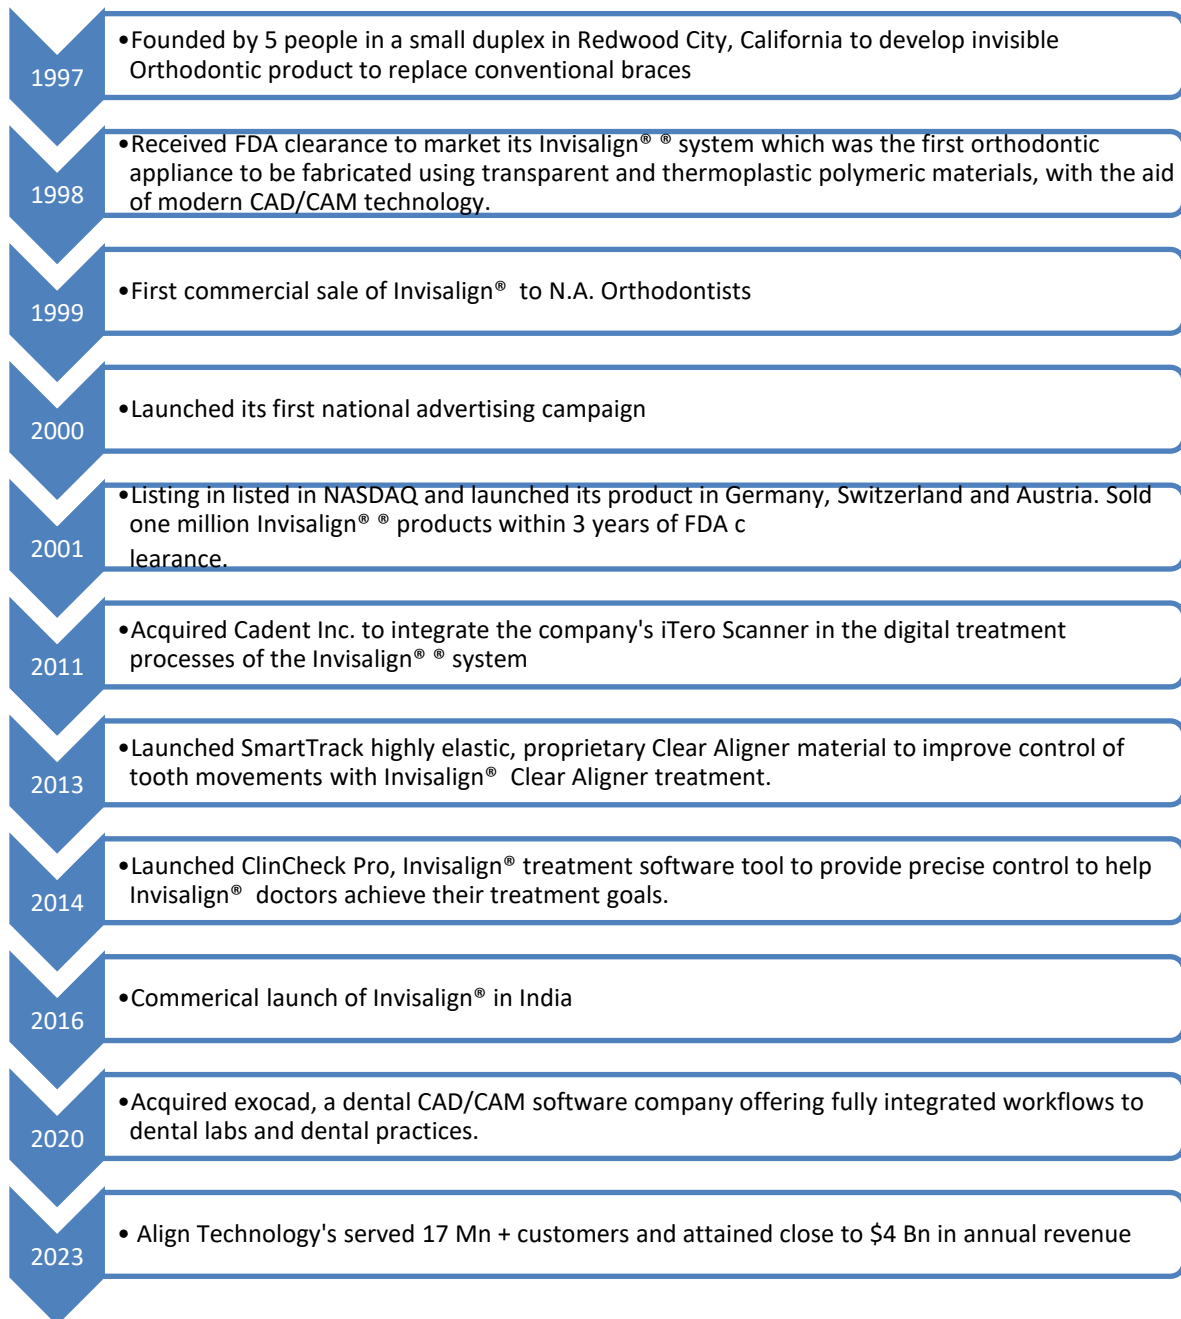 1997
•Founded by 5 people in a small duplex in Redwood City, California to develop invisible
Orthodontic product to replace conventional braces
1998
•Received FDA clearance to market its Invisalign® ® system which was the first orthodontic
appliance to be fabricated using transparent and thermoplastic polymeric materials, with the aid
of modern CAD/CAM technology.
1999
•First commercial sale of Invisalign® to N.A. Orthodontists
2000
•Launched its first national advertising campaign
2001
•Listing in listed in NASDAQ and launched its product in Germany, Switzerland and Austria. Sold
one million Invisalign® ® products within 3 years of FDA c
learance.
2011
•Acquired Cadent Inc. to integrate the company's iTero Scanner in the digital treatment
processes of the Invisalign® ® system
2013
•Launched SmartTrack highly elastic, proprietary Clear Aligner material to improve control of
tooth movements with Invisalign® Clear Aligner treatment.
2014
•Launched ClinCheck Pro, Invisalign® treatment software tool to provide precise control to help
Invisalign® doctors achieve their treatment goals.
2016
•Commerical launch of Invisalign® in India
2020
•Acquired exocad, a dental CAD/CAM software company offering fully integrated workflows to
dental labs and dental practices.
2023
• Align Technology's served 17 Mn + customers and attained close to $4 Bn in annual revenue